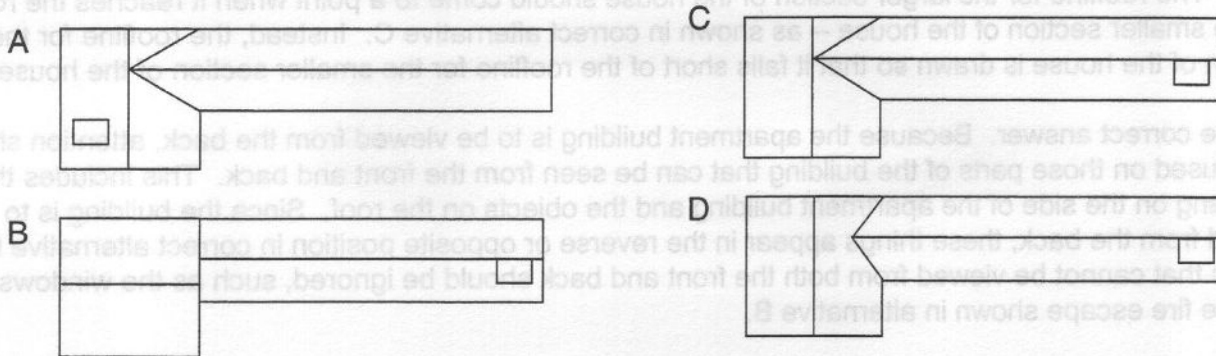 The roofline for the larger section of the house should come to a point when it reaches the
A
C
smaller section of the house -- as shown in correct alternative C. Instead, the roofline for
of the house is drawn so that it falls short of the roofline for the smaller section of the house
correct answer. Because the apartment building is to be viewed from the back, attention
on those parts of the building that can be seen from the front and back. This includes
on the side of the apartment building and the objects on the roof. Since the building is to
B
D
from the back, these things appear in the reverse or opposite position in correct alternative
that cannot be viewed from both the front and back should be ignored, such as the windows
fire escape shown in alternative B.